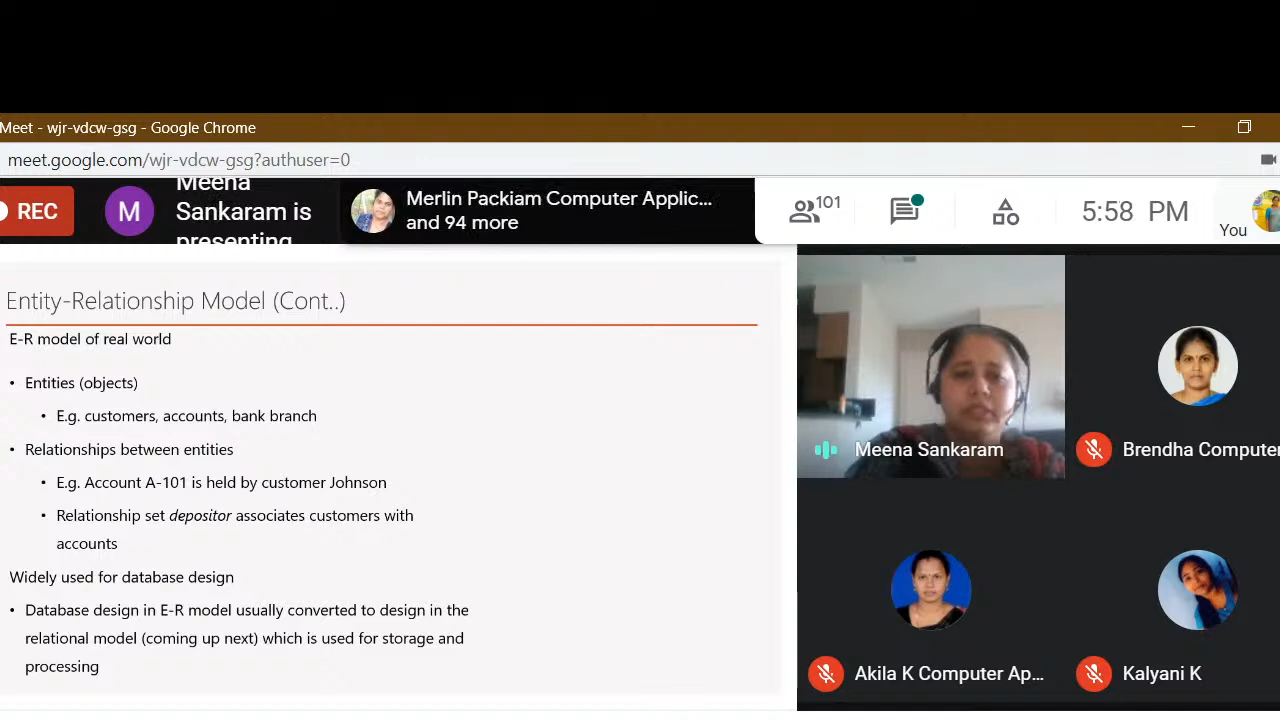 Meet - wjr-vdcw-gsg - Google Chrome
meet.google.com/wjr-vdcw-gsg?authuser=0
REC
M
Meena
Sankaram is
presenting
Merlin Packiam Computer Applic...
and 94 more
101
5:58 PM
You
Entity-Relationship Model (Cont..)
E-R model of real world
• Entities (objects)
• E.g. customers, accounts, bank branch
• Relationships between entities
• E.g. Account A-101 is held by customer Johnson
• Relationship set depositor associates customers with
accounts
Widely used for database design
• Database design in E-R model usually converted to design in the
relational model (coming up next) which is used for storage and
processing
Meena Sankaram
Brendha Computer
Akila K Computer Ap...
Kalyani K